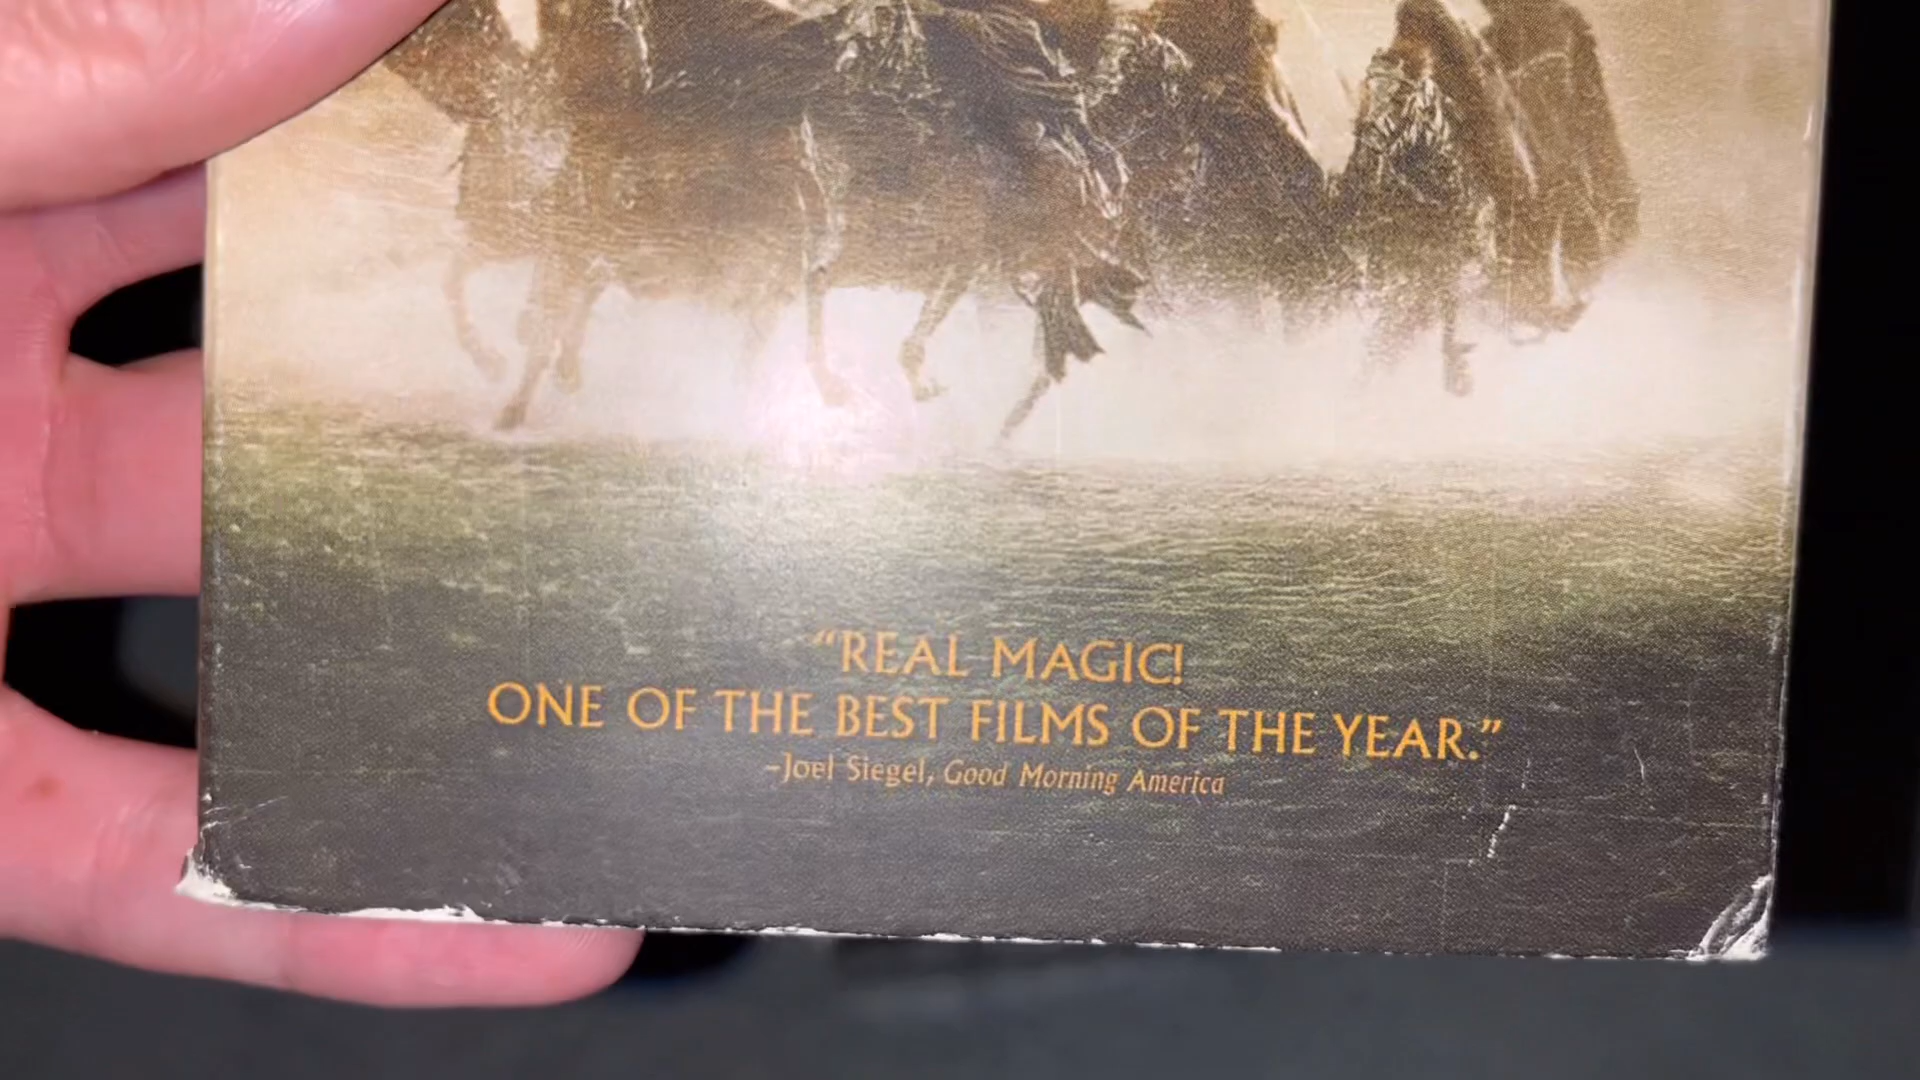 “REAL MAGIC!
ONE OF THE BEST FILMS OF THE YEAR.”
–Joel Siegel, Good Morning America